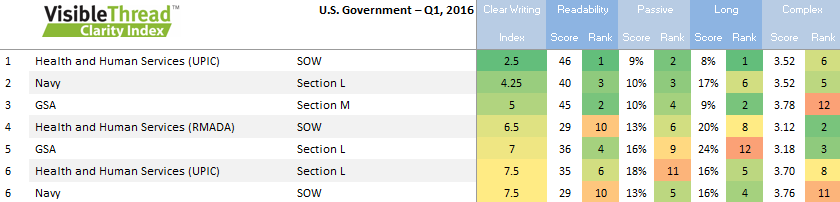 VisibleThread
Clarity Index
U.S. Government – Q1, 2016
Clear Writing Readability Passive Long Complex
Index Score Rank Score Rank Score Rank Score Rank
1 Health and Human Services (UPIC) SOW 2.5 46 1 9% 2 8% 1 3.52 6
2 Navy Section L 4.25 40 3 10% 3 17% 6 3.52 5
3 GSA Section M 5 45 2 10% 4 9% 2 3.78 12
4 Health and Human Services (RMADA) SOW 6.5 29 10 13% 6 20% 8 3.12 2
5 GSA Section L 7 36 4 16% 9 24% 12 3.18 3
6 Health and Human Services (UPIC) Section L 7.5 35 6 18% 11 16% 5 3.70 8
6 Navy SOW 7.5 29 10 13% 5 16% 4 3.76 11